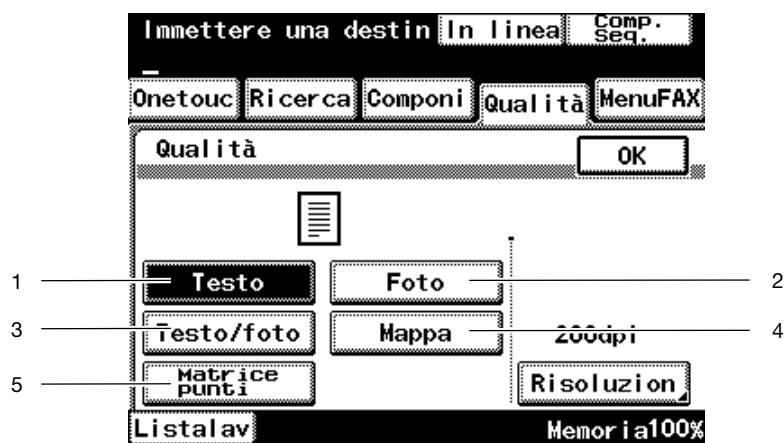 Immettere una destin In linea Comp. Seq.
Onetouc Ricerca Componi Qualità MenuFAX
Qualità OK
1 Testo Foto 2
3 Testo/foto Mappa 200dpi 4
5 Matrice punti Risoluzion
Listalav Memoria100%